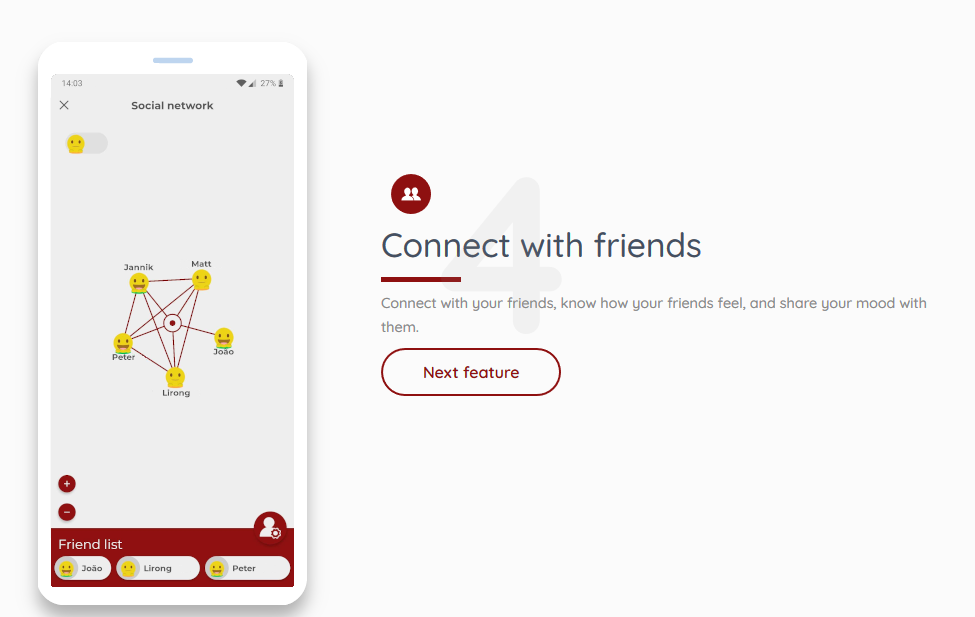 14:03
27%
Social network
Jannik
Matt
Peter
João
Lirong
+
−
Friend list
João
Lirong
Peter
4
Connect with friends
Connect with your friends, know how your friends feel, and share your mood with
them.
Next feature